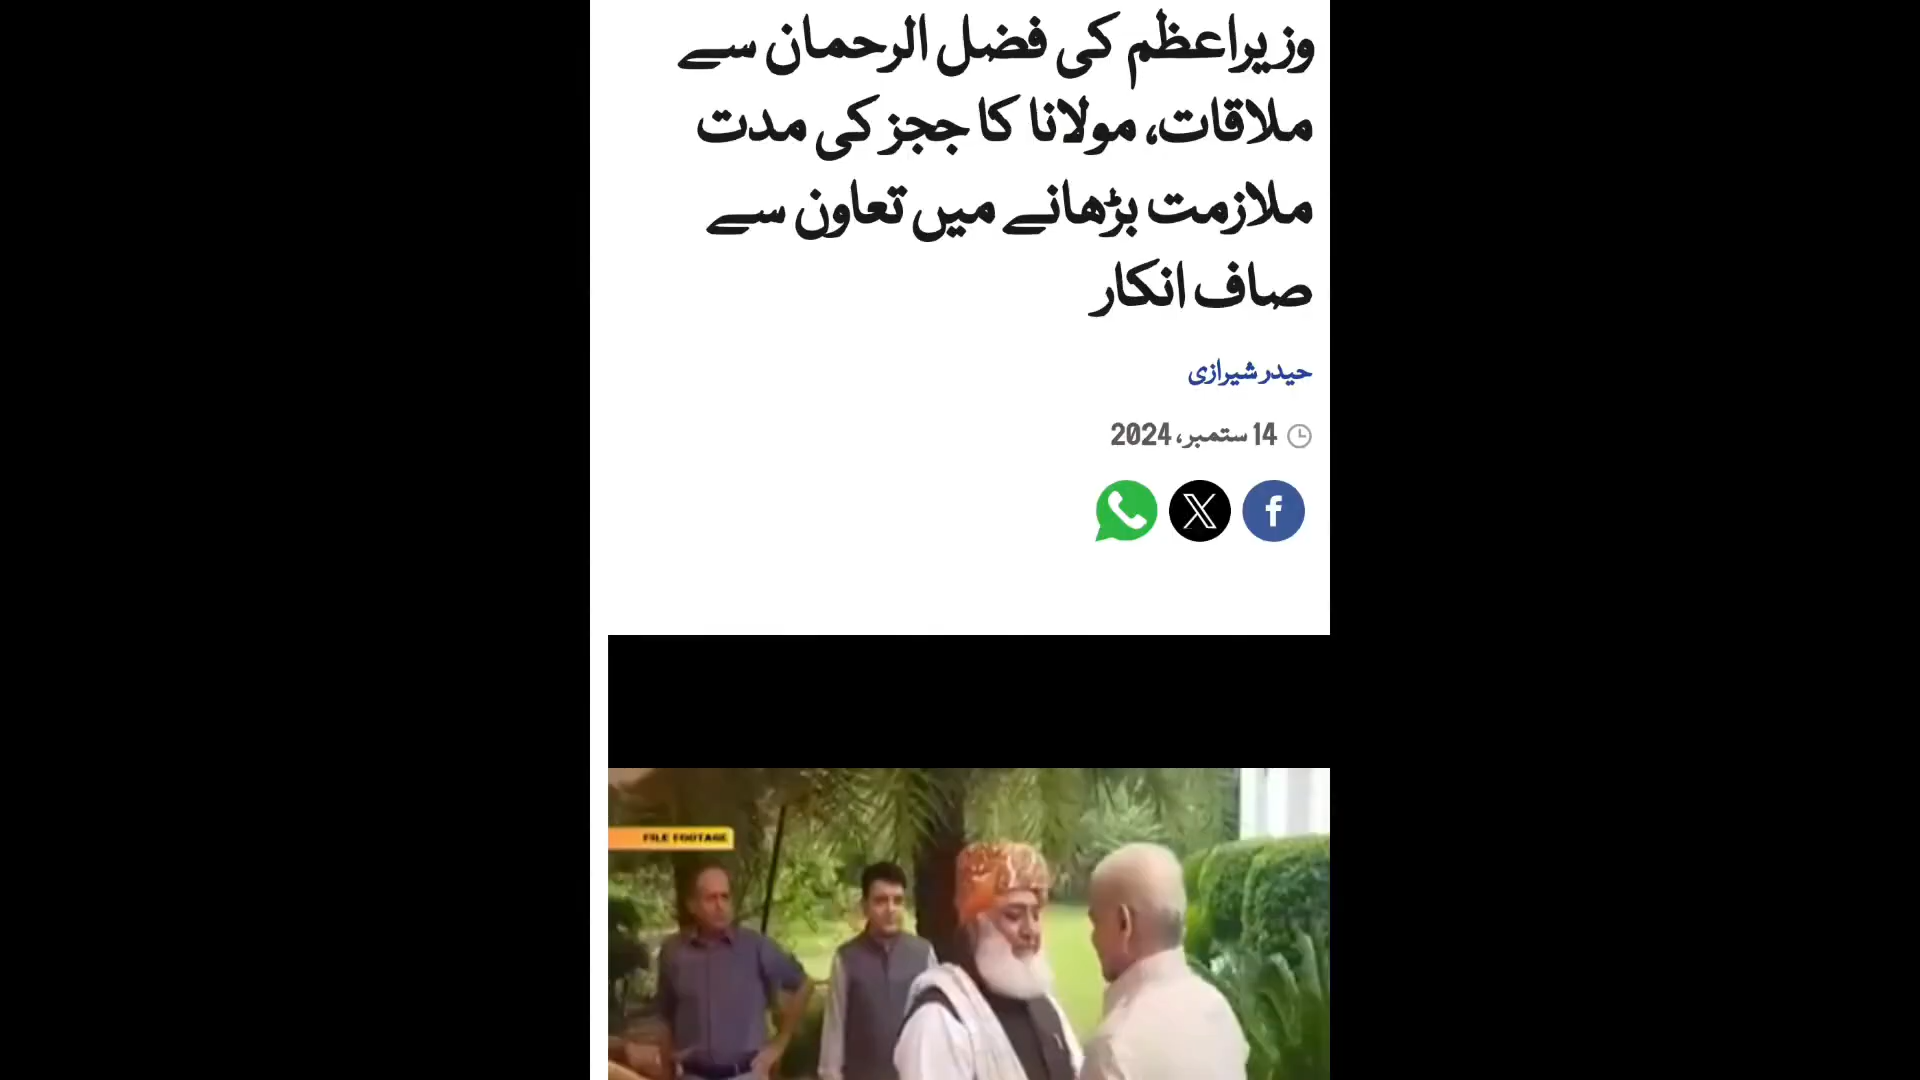 وزیراعظم کی فضل الرحمان سے
ملاقات، مولانا کا ججز کی مدت
ملازمت بڑھانے میں تعاون سے
صاف انکار
حیدر شیرازی
14 ستمبر، 2024
FILE FOOTAGE